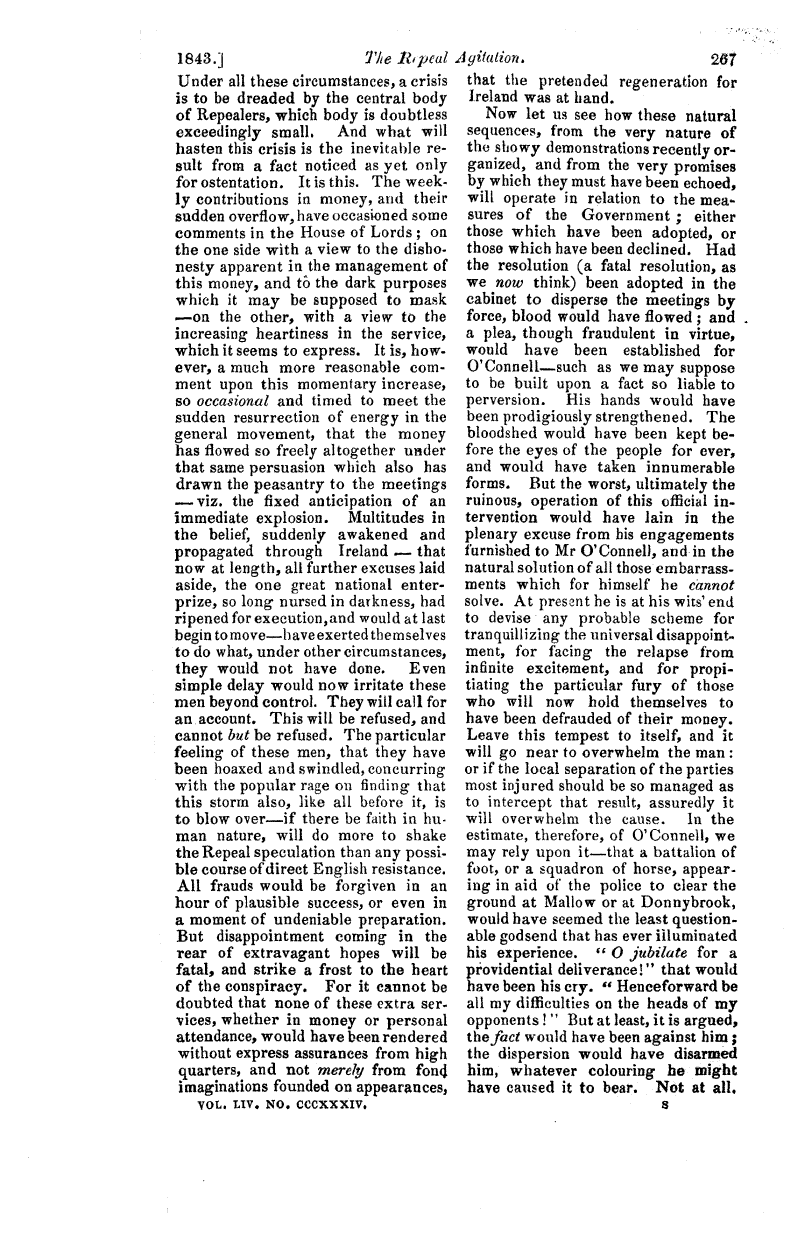 1843.] The Repeal Agitation. 267
Under all these circumstances, a crisis
is to be dreaded by the central body
of Repealers, which body is doubtless
exceedingly small. And what will
hasten this crisis is the inevitable re-
sult from a fact noticed as yet only
for ostentation. It is this. The week-
ly contributions in money, and their
sudden overflow, have occasioned some
comments in the House of Lords; on
the one side with a view to the disho-
nesty apparent in the management of
this money, and to the dark purposes
which it may be supposed to mask
—on the other, with a view to the
increasing heartiness in the service,
which it seems to express. It is, how-
ever, a much more reasonable com-
ment upon this momentary increase,
so occasional and timed to meet the
sudden resurrection of energy in the
general movement, that the money
has flowed so freely altogether under
that same persuasion which also has
drawn the peasantry to the meetings
—viz. the fixed anticipation of an
immediate explosion. Multitudes in
the belief, suddenly awakened and
propagated through Ireland — that
now at length, all further excuses laid
aside, the one great national enter-
prize, so long nursed in darkness, had
ripened for execution, and would at last
begin to move—have exerted themselves
to do what, under other circumstances,
they would not have done. Even
simple delay would now irritate these
men beyond control. They will call for
an account. This will be refused, and
cannot but be refused. The particular
feeling of these men, that they have
been hoaxed and swindled, concurring
with the popular rage on finding that
this storm also, like all before it, is
to blow over—if there be faith in hu-
man nature, will do more to shake
the Repeal speculation than any possi-
ble course of direct English resistance.
All frauds would be forgiven in an
hour of plausible success, or even in
a moment of undeniable preparation.
But disappointment coming in the
rear of extravagant hopes will be
fatal, and strike a frost to the heart
of the conspiracy. For it cannot be
doubted that none of these extra ser-
vices, whether in money or personal
attendance, would have been rendered
without express assurances from high
quarters, and not merely from fond
imaginations founded on appearances,
VOL. LIV. NO. CCCXXXIV.
that the pretended regeneration for
Ireland was at hand.
Now let us see how these natural
sequences, from the very nature of
the showy demonstrations recently or-
ganized, and from the very promises
by which they must have been echoed,
will operate in relation to the mea-
sures of the Government; either
those which have been adopted, or
those which have been declined. Had
the resolution (a fatal resolution, as
we now think) been adopted in the
cabinet to disperse the meetings by
force, blood would have flowed; and
a plea, though fraudulent in virtue,
would have been established for
O'Connell—such as we may suppose
to be built upon a fact so liable to
perversion. His hands would have
been prodigiously strengthened. The
bloodshed would have been kept be-
fore the eyes of the people for ever,
and would have taken innumerable
forms. But the worst, ultimately the
ruinous, operation of this official in-
tervention would have lain in the
plenary excuse from his engagements
furnished to Mr O'Connell, and in the
natural solution of all those embarrass-
ments which for himself he cannot
solve. At present he is at his wits' end
to devise any probable scheme for
tranquillizing the universal disappoint-
ment, for facing the relapse from
infinite excitement, and for propi-
tiating the particular fury of those
who will now hold themselves to
have been defrauded of their money.
Leave this tempest to itself, and it
will go near to overwhelm the man:
or if the local separation of the parties
most injured should be so managed as
to intercept that result, assuredly it
will overwhelm the cause. In the
estimate, therefore, of O'Connell, we
may rely upon it—that a battalion of
foot, or a squadron of horse, appear-
ing in aid of the police to clear the
ground at Mallow or at Donnybrook,
would have seemed the least question-
able godsend that has ever illuminated
his experience. "O jubilate for a
providential deliverance!" that would
have been his cry. "Henceforward be
all my difficulties on the heads of my
opponents!" But at least, it is argued,
the fact would have been against him;
the dispersion would have disarmed
him, whatever colouring he might
have caused it to bear. Not at all.
S